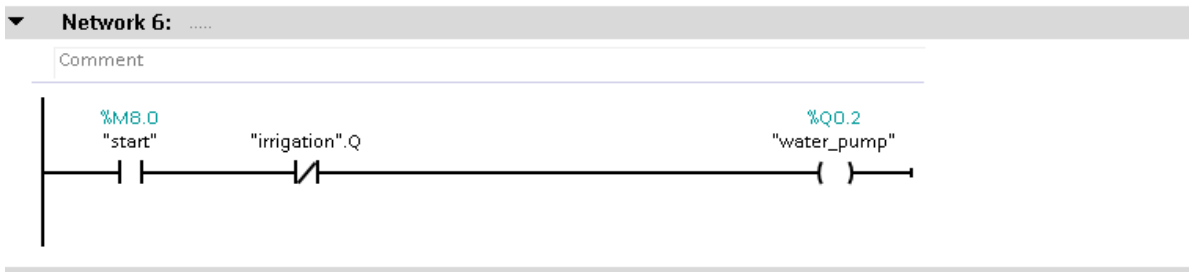 Network 6: .....
Comment
%M8.0
"start"
"irrigation".Q
%Q0.2
"water_pump"